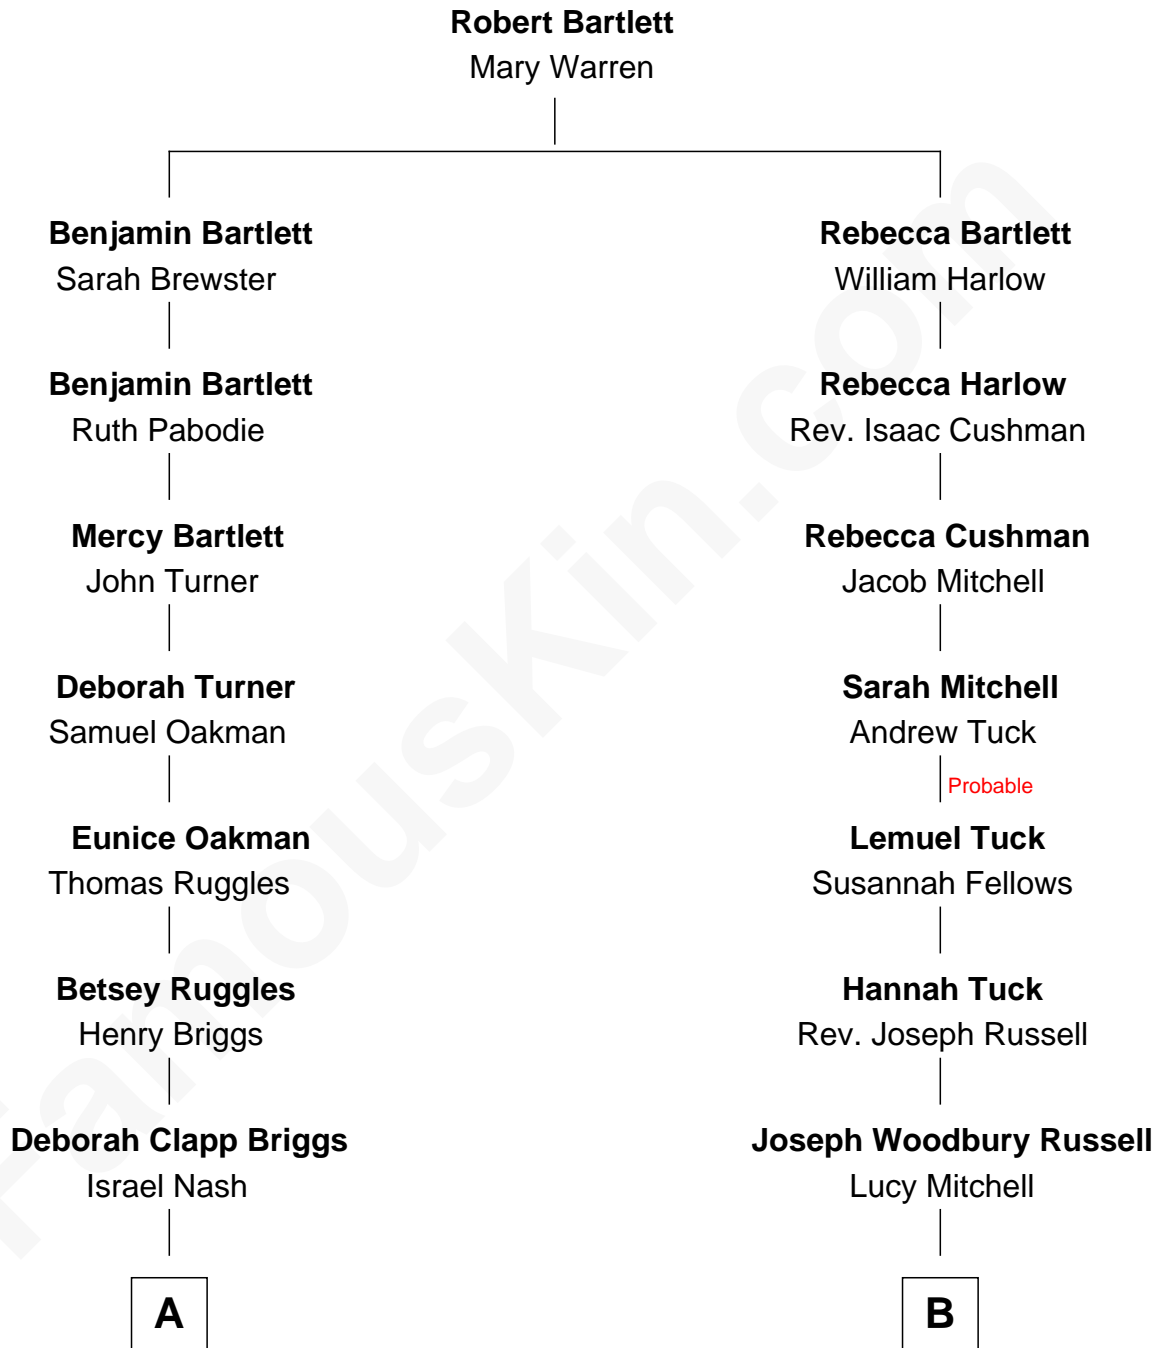 Robert Bartlett
Mary Warren
Benjamin Bartlett
Sarah Brewster
Rebecca Bartlett
William Harlow
Benjamin Bartlett
Ruth Pabodie
Rebecca Harlow
Rev. Isaac Cushman
Mercy Bartlett
John Turner
Rebecca Cushman
Jacob Mitchell
Deborah Turner
Samuel Oakman
Sarah Mitchell
Andrew Tuck
Probable
Eunice Oakman
Thomas Ruggles
Lemuel Tuck
Susannah Fellows
Betsey Ruggles
Henry Briggs
Hannah Tuck
Rev. Joseph Russell
Deborah Clapp Briggs
Israel Nash
Joseph Woodbury Russell
Lucy Mitchell
A
B
FamousKin.com